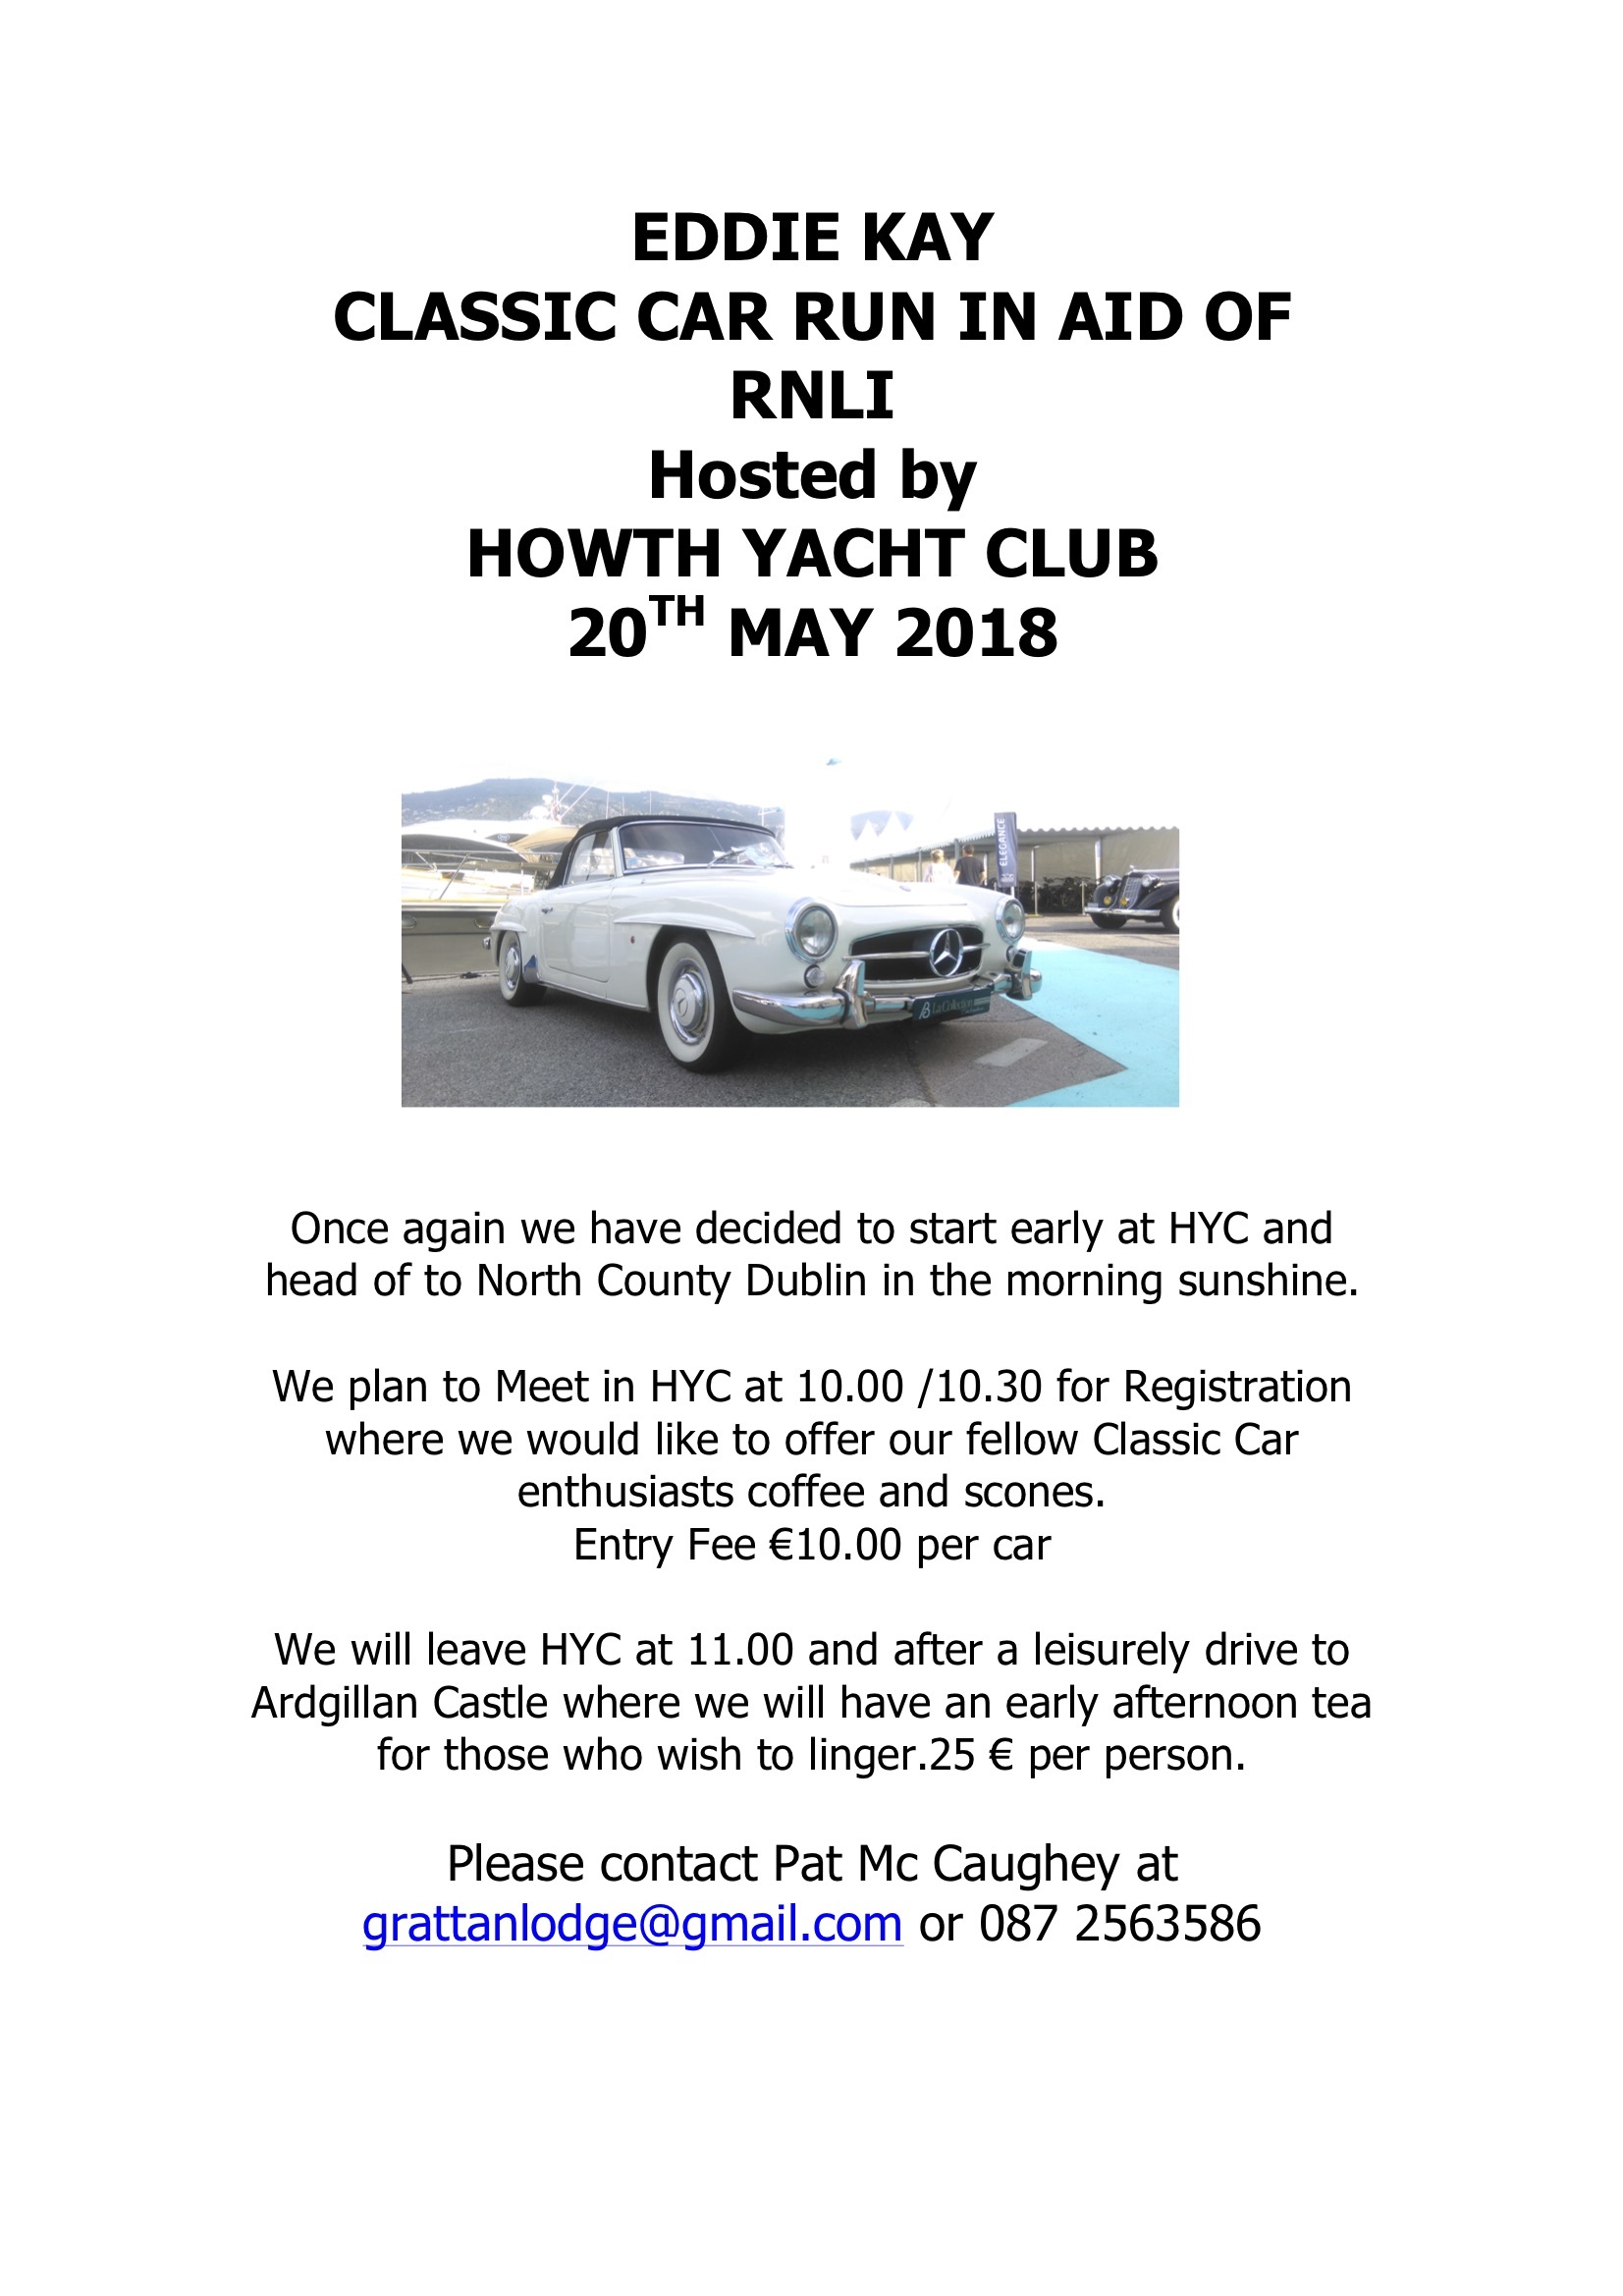 EDDIE KAY
CLASSIC CAR RUN IN AID OF
RNLI
Hosted by
HOWTH YACHT CLUB
20TH MAY 2018
ELEGANCE
La Collection
Once again we have decided to start early at HYC and
head of to North County Dublin in the morning sunshine.
We plan to Meet in HYC at 10.00 /10.30 for Registration
where we would like to offer our fellow Classic Car
enthusiasts coffee and scones.
Entry Fee €10.00 per car
We will leave HYC at 11.00 and after a leisurely drive to
Ardgillan Castle where we will have an early afternoon tea
for those who wish to linger.25 € per person.
Please contact Pat Mc Caughey at
grattanlodge@gmail.com or 087 2563586